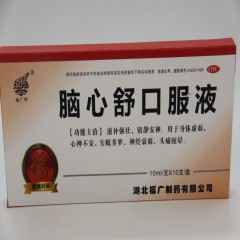 脑心舒口服液
【功能主治】滋补强壮，镇静安神。用于身体虚弱，
心神不安，失眠多梦，神经衰弱，头痛眩晕。
10ml/支×10支/盒
湖北福广制药有限公司